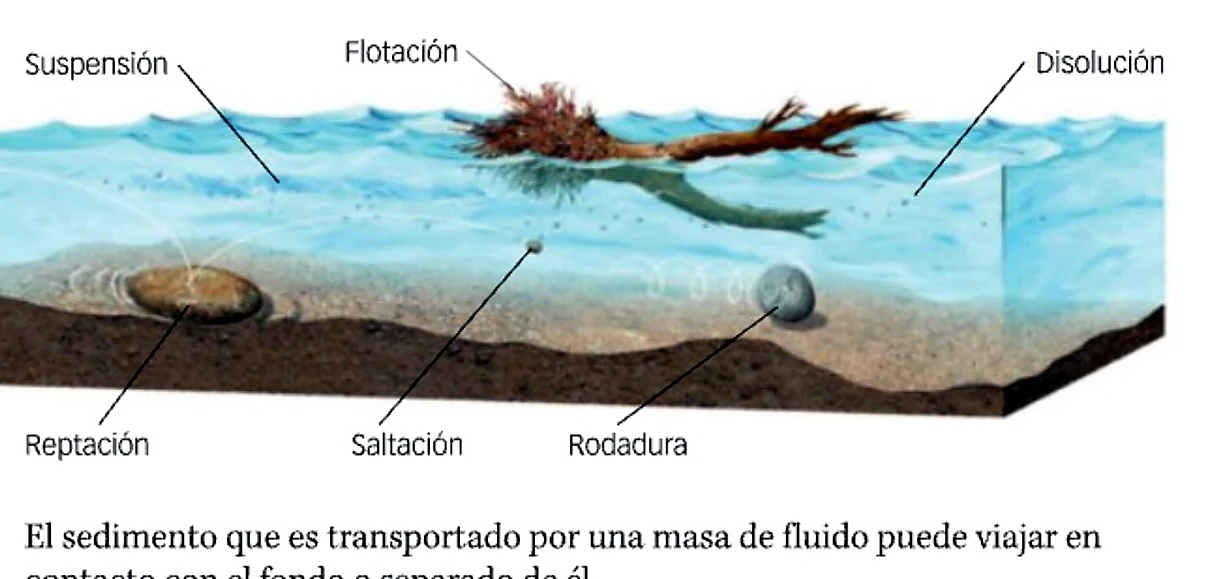 Suspensión
Flotación
Disolución
Reptación
Saltación
Rodadura
El sedimento que es transportado por una masa de fluido puede viajar en
contacto con el fondo o separado de él.